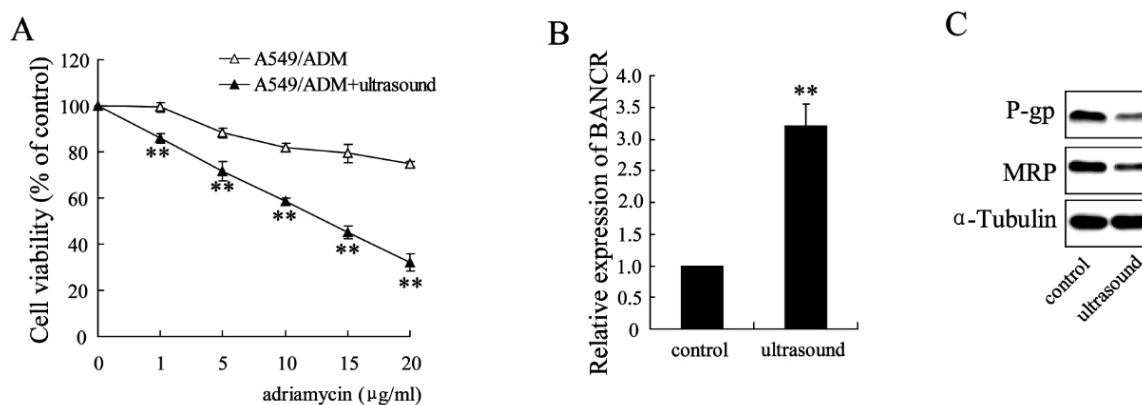 A
Cell viability (% of control)
120
100
80
60
40
20
0
A549/ADM
A549/ADM+ultrasound
**
**
**
**
**
0 1 5 10 15 20
adriamycin (μg/ml)
B
Relative expression of BANCR
4.0
3.5
3.0
2.5
2.0
1.5
1.0
0.5
0
**
control ultrasound
C
P-gp
MRP
α-Tubulin
control
ultrasound